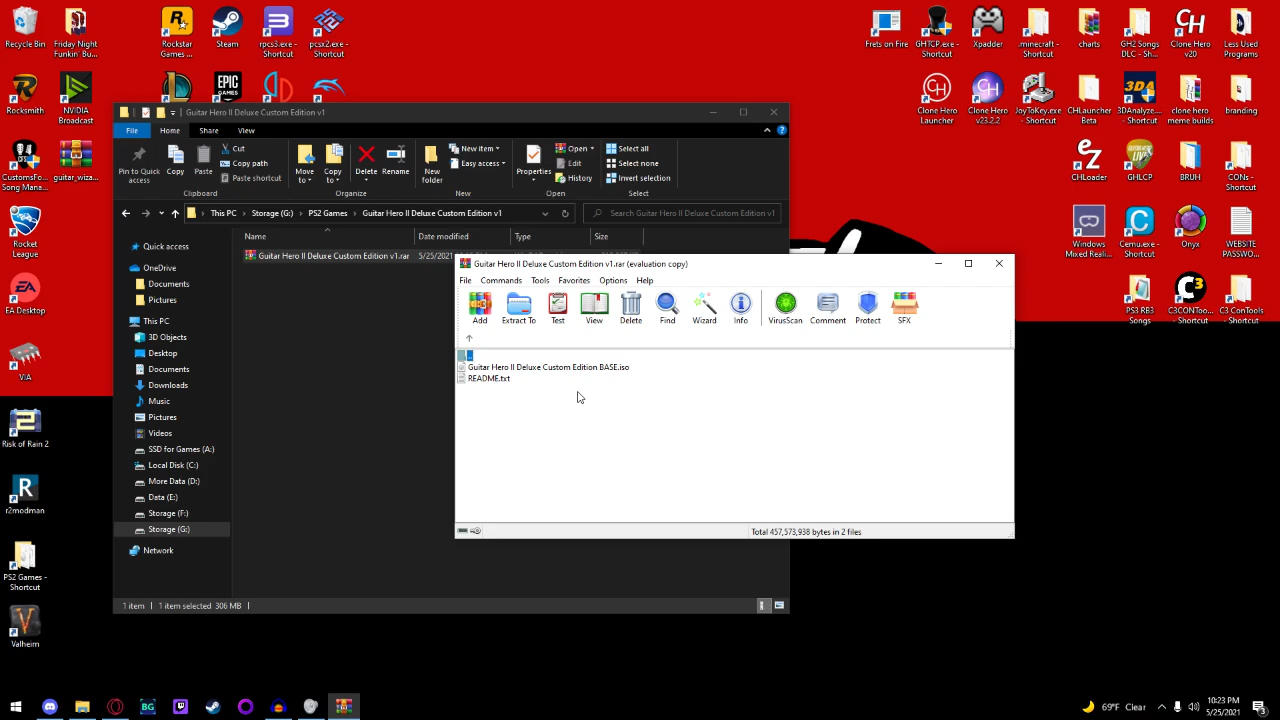 Recycle Bin
Friday Night
Funkin' Bu...
Rockstar
Games ...
Steam
rpcs3.exe -
Shortcut
pcsx2.exe -
Shortcut
Frets on Fire
GHTCP.exe -
Shortcut
Xpadder
.minecraft -
Shortcut
charts
GH2 Songs
DLC - Sh...
Clone Hero
v20
Less Used
Programs
Rocksmith
NVIDIA
Broadcast
EPIC
GAMES
Clone Hero
Launcher
Clone Hero
v23.2.2
JoyToKey.exe
- Shortcut
CHLauncher
Beta
3DAnalyze...
- Shortcut
clone hero
meme builds
branding
CustomsFo...
Song Mana...
guitar_wiza...
CHLoader
GHLCP
BRUH
CONs -
Shortcut
Rocket
League
Windows
Mixed Reali...
Cemu.exe -
Shortcut
Onyx
WEBSITE
PASSWO...
EA Desktop
PS3 RB3
Songs
C3CONToo...
- Shortcut
C3 ConTools
- Shortcut
VIA
Risk of Rain 2
r2modman
PS2 Games -
Shortcut
Valheim
Guitar Hero II Deluxe Custom Edition v1
File
Home
Share
View
Pin to Quick
access
Copy
Paste
Cut
Copy path
Paste shortcut
Clipboard
Move
to
Copy
to
Delete
Rename
Organize
New
folder
New item
Easy access
New
Properties
Open
Edit
History
Open
Select all
Select none
Invert selection
Select
This PC
Storage (G:)
PS2 Games
Guitar Hero II Deluxe Custom Edition v1
Search Guitar Hero II Deluxe Custom Edition v1
Name
Date modified
Type
Size
Guitar Hero II Deluxe Custom Edition v1.rar
5/25/2021
Quick access
OneDrive
Documents
Pictures
This PC
3D Objects
Desktop
Documents
Downloads
Music
Pictures
Videos
SSD for Games (A:)
Local Disk (C:)
More Data (D:)
Data (E:)
Storage (F:)
Storage (G:)
Network
1 item
1 item selected 306 MB
Guitar Hero II Deluxe Custom Edition v1.rar (evaluation copy)
File Commands Tools Favorites Options Help
Add
Extract To
Test
View
Delete
Find
Wizard
Info
VirusScan
Comment
Protect
SFX
..
Guitar Hero II Deluxe Custom Edition BASE.iso
README.txt
Total 457,573,938 bytes in 2 files
69°F Clear
10:23 PM
5/25/2021